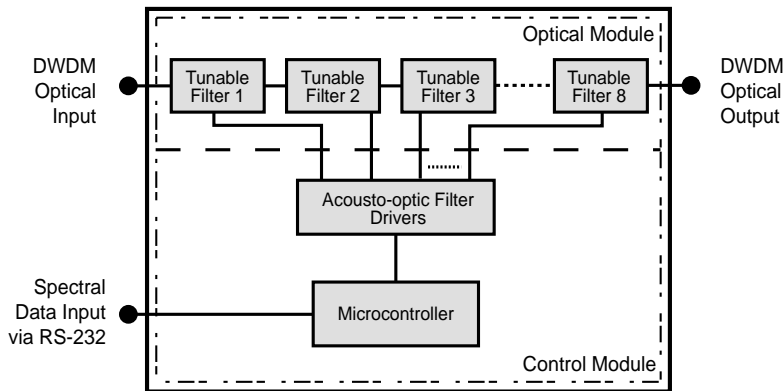 Optical Module
DWDM
Optical
Input
Tunable
Filter 1
Tunable
Filter 2
Tunable
Filter 3
Tunable
Filter 8
DWDM
Optical
Output
Acousto-optic Filter
Drivers
Spectral
Data Input
via RS-232
Microcontroller
Control Module